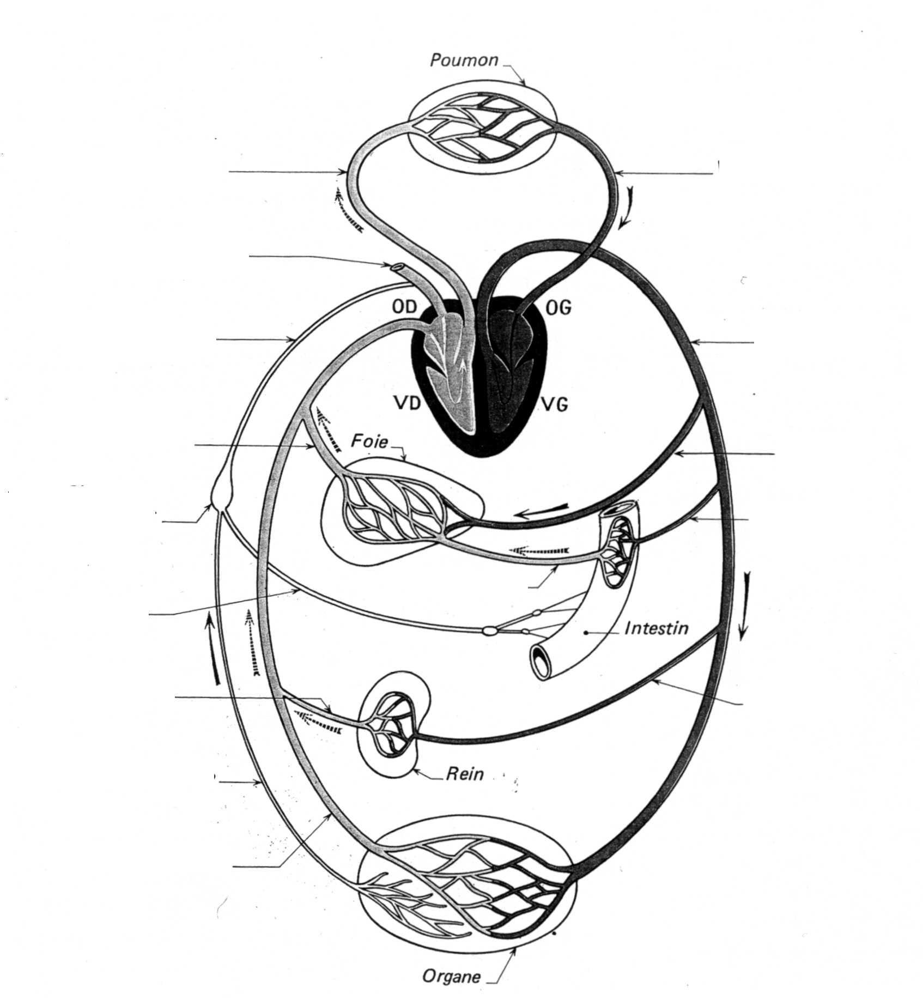 Poumon
OD
OG
VD
VG
Foie
Intestin
Rein
Organe